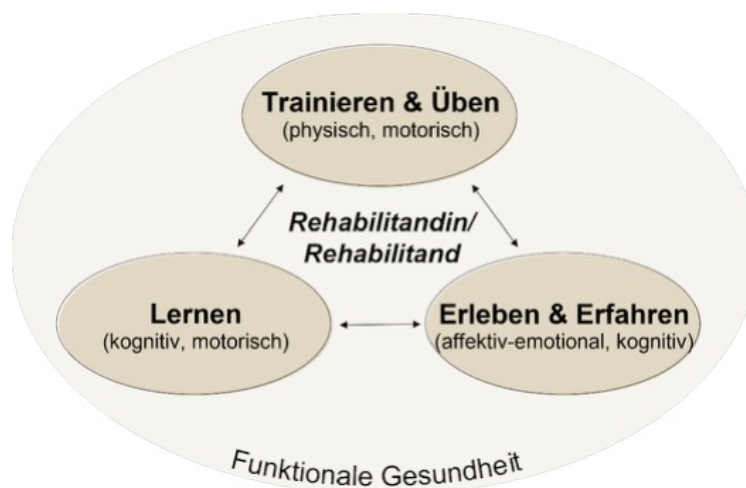 Trainieren & Üben
(physisch, motorisch)
Rehabilitandin/
Rehabilitand
Lernen
(kognitiv, motorisch)
Erleben & Erfahren
(affektiv-emotional, kognitiv)
Funktionale Gesundheit